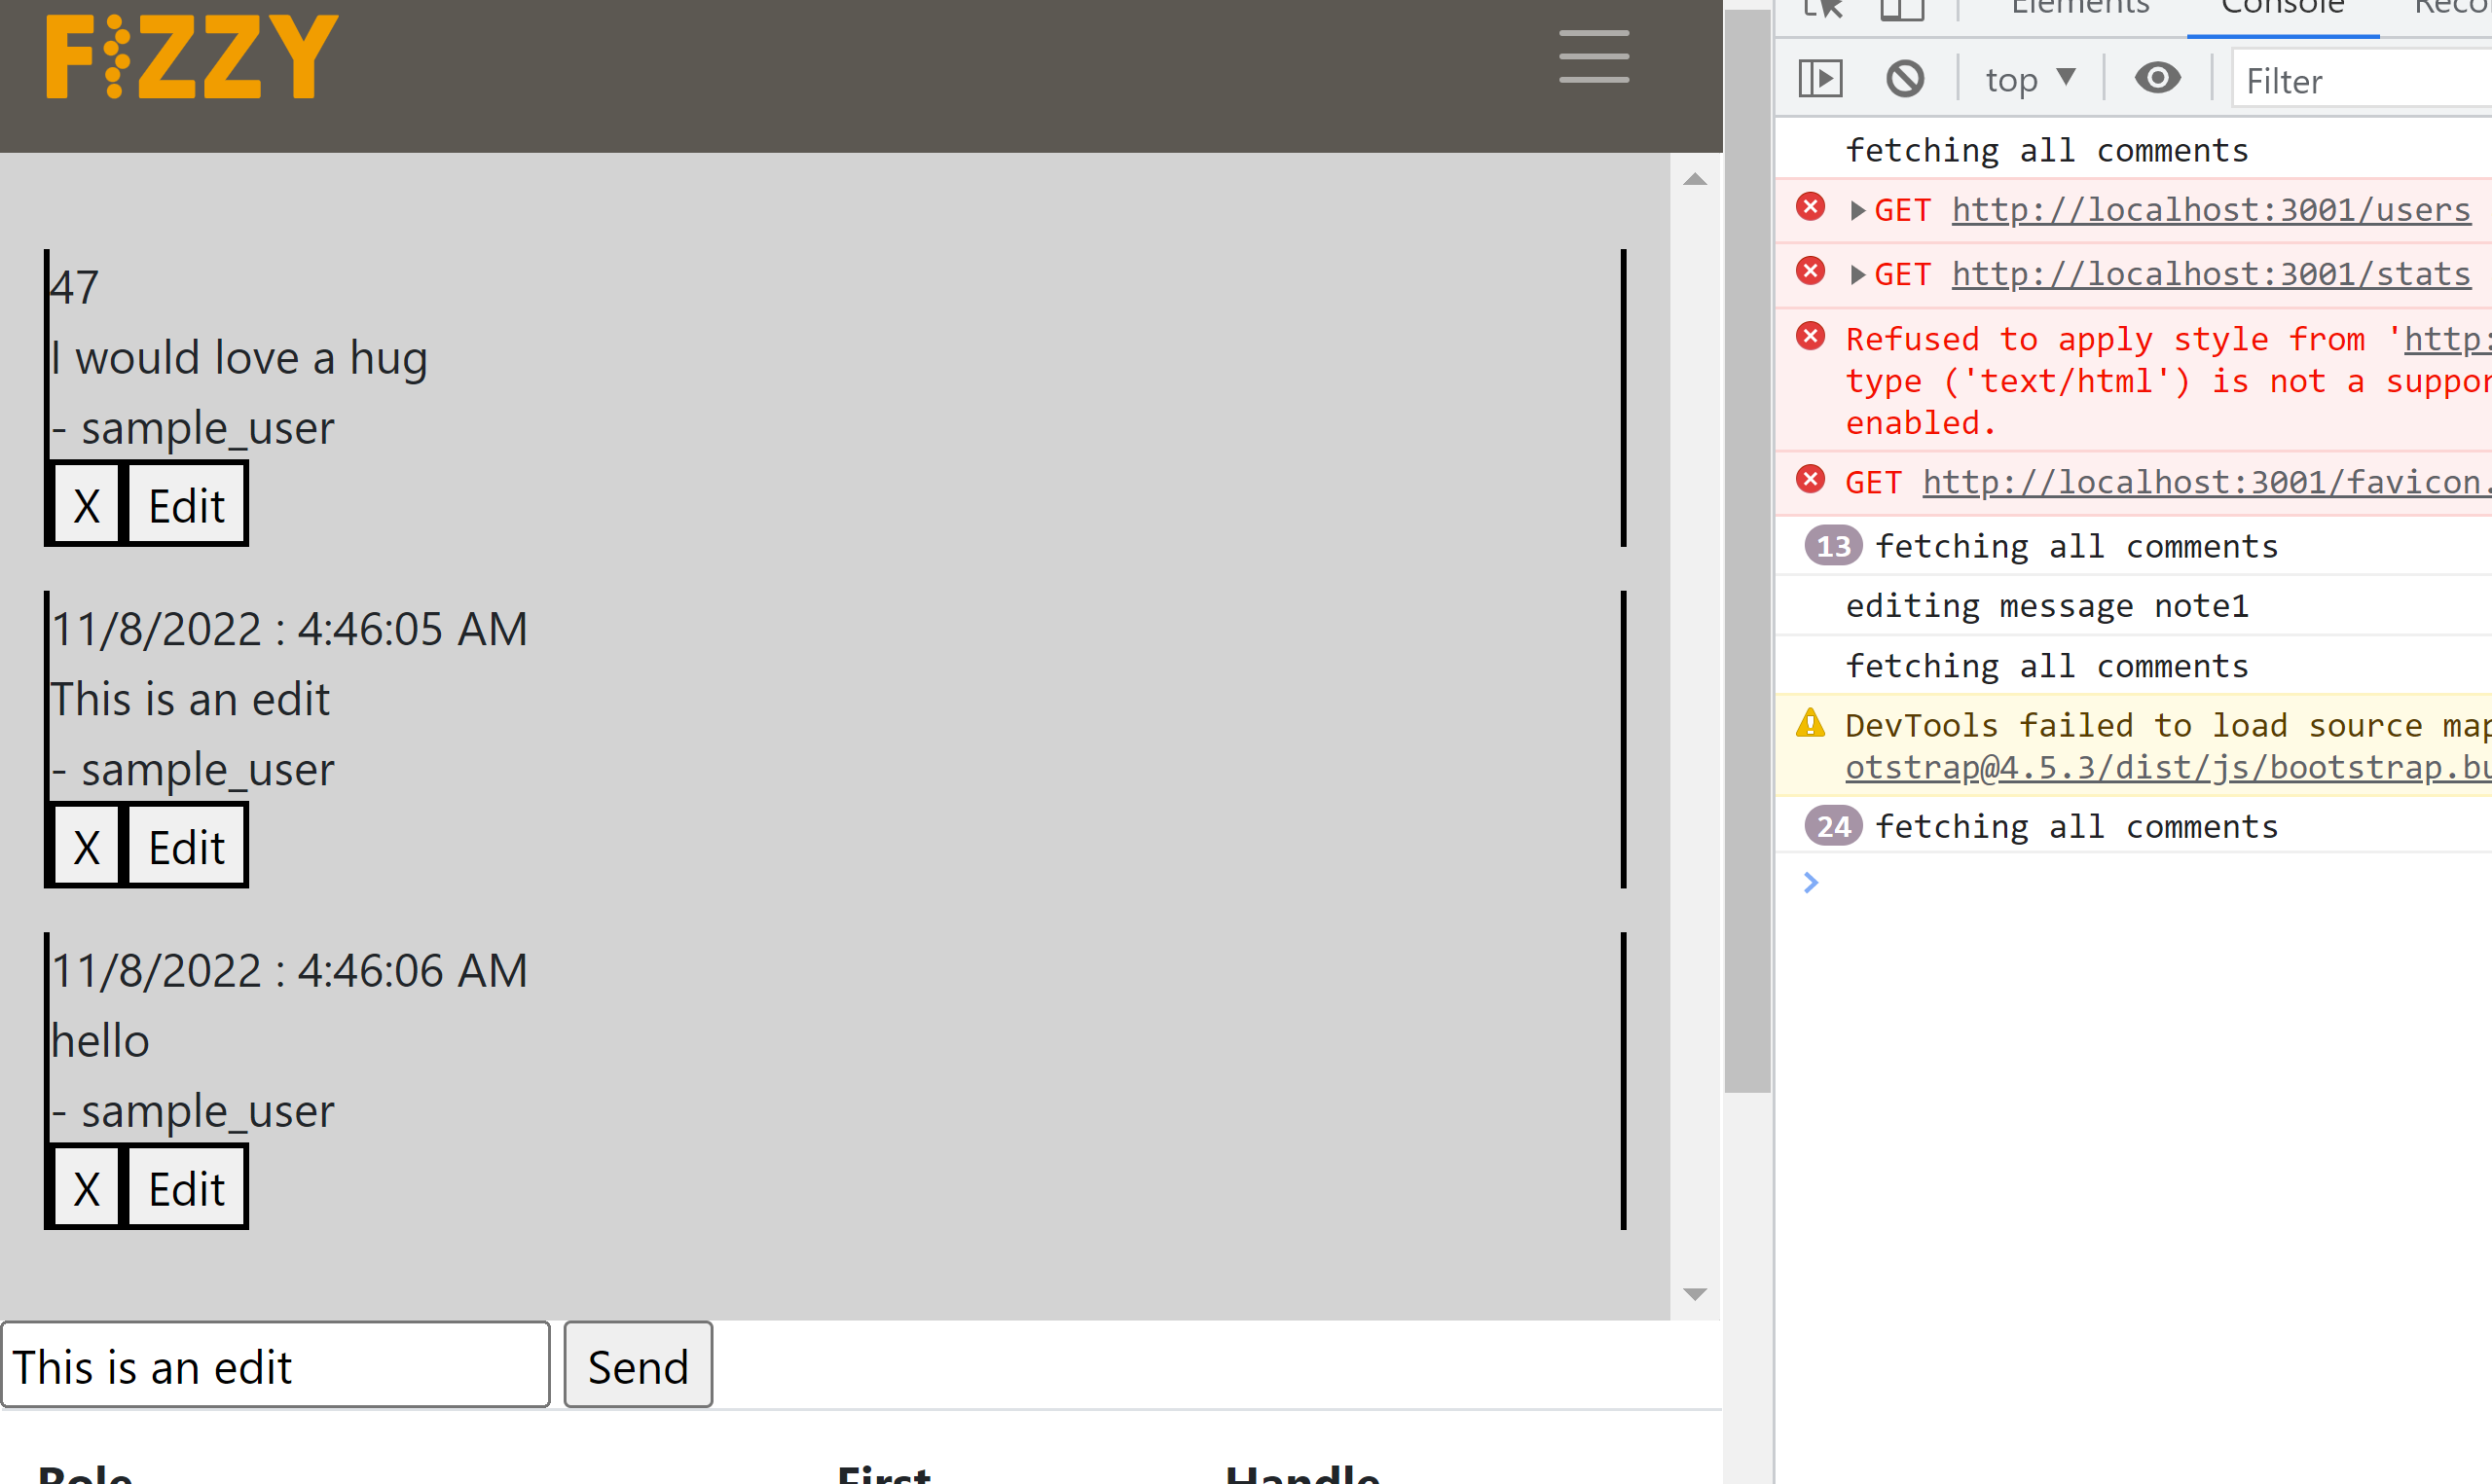 FIZZY
47
I would love a hug
- sample_user
X Edit
11/8/2022 : 4:46:05 AM
This is an edit
- sample_user
X Edit
11/8/2022 : 4:46:06 AM
hello
- sample_user
X Edit
This is an edit Send
Role First Handle
Elements Console
top Filter
fetching all comments
GET http://localhost:3001/users
GET http://localhost:3001/stats
Refused to apply style from 'http:
type ('text/html') is not a
enabled.
GET http://localhost:3001/favicon.
13 fetching all comments
editing message note1
fetching all comments
DevTools failed to load source map
otstrap@4.5.3/dist/js/bootstrap.bu
24 fetching all comments